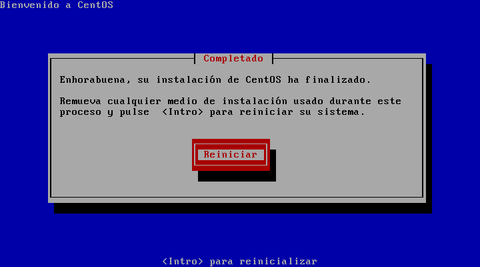 Bienvenido a CentOS
Completado
Enhorabuena, su instalación de CentOS ha finalizado.
Remueva cualquier medio de instalación usado durante este
proceso y pulse <Intro> para reiniciar su sistema.
Reiniciar
<Intro> para reinicializar